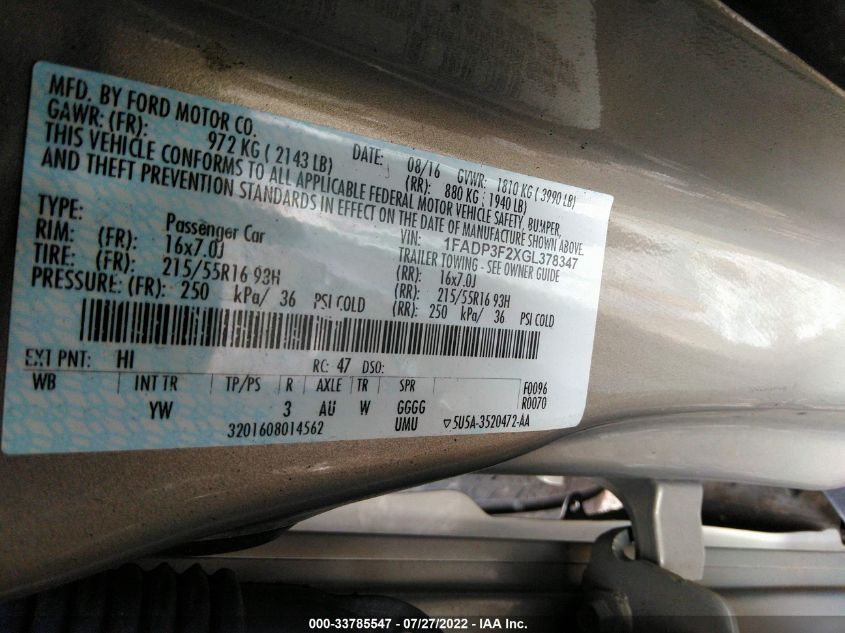 MFD. BY FORD MOTOR CO.
DATE: 08/16 GVWR: 1810 KG ( 3990 LB)
GAWR: (FR): 972 KG ( 2143 LB) (RR): 880 KG ; 1940 LB)
THIS VEHICLE CONFORMS TO ALL APPLICABLE FEDERAL MOTOR VEHICLE SAFETY, BUMPER,
AND THEFT PREVENTION STANDARDS IN EFFECT ON THE DATE OF MANUFACTURE SHOWN ABOVE.
VIN: 1FADP3F2XGL378347
TYPE: Passenger Car TRAILER TOWING - SEE OWNER GUIDE
RIM: (FR): 16x7.0J (RR): 16x7.0J
TIRE: (FR): 215/55R16 93H (RR): 215/55R16 93H
PRESSURE: (FR): 250 kPa/ 36 PSI COLD (RR): 250 kPa/ 36 PSI COLD
EXT PNT: HI RC: 47 DSO:
WB INT TR TP/PS R AXLE TR SPR F0096
YW 3 AU W GGGG R0070
3201608014562 UMU ▽5U5A-3520472-AA
000-33785547 - 07/27/2022 - IAA Inc.